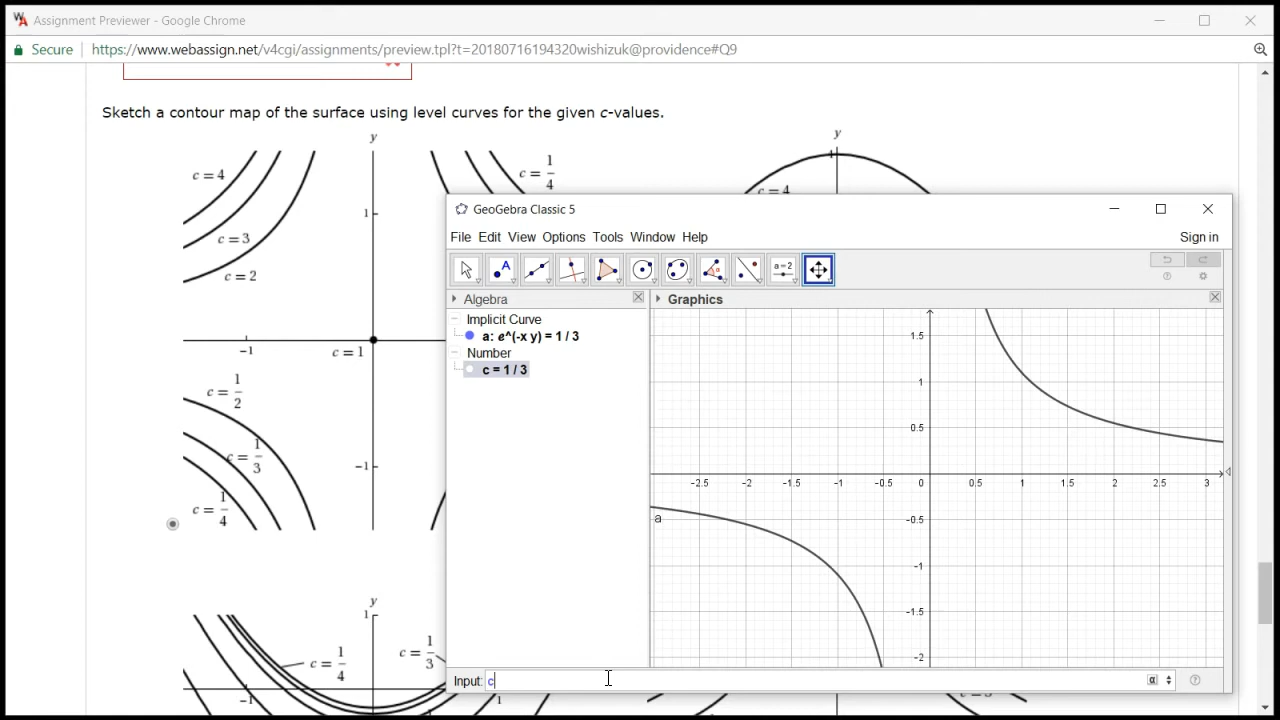 Assignment Previewer - Google Chrome
Secure https://www.webassign.net/v4cgi/assignments/preview.tpl?t=20180716194320wishizuk@providence#Q9
Sketch a contour map of the surface using level curves for the given c-values.
y
y
c = 4
c = 1/4
1
c = 4
1
c = 3
c = 2
-1
c = 1
c = 1/2
c = 1/3
-1
c = 1/4
y
1
c = 1/4
c = 1/3
-1
1
GeoGebra Classic 5
File Edit View Options Tools Window Help
Sign in
A
α
a=2
Algebra
Graphics
Implicit Curve
a: e^(-x y) = 1 / 3
Number
c = 1 / 3
1.5
1
0.5
-2.5 -2 -1.5 -1 -0.5 0 0.5 1 1.5 2 2.5 3
a
-0.5
-1
-1.5
-2
Input: c
α